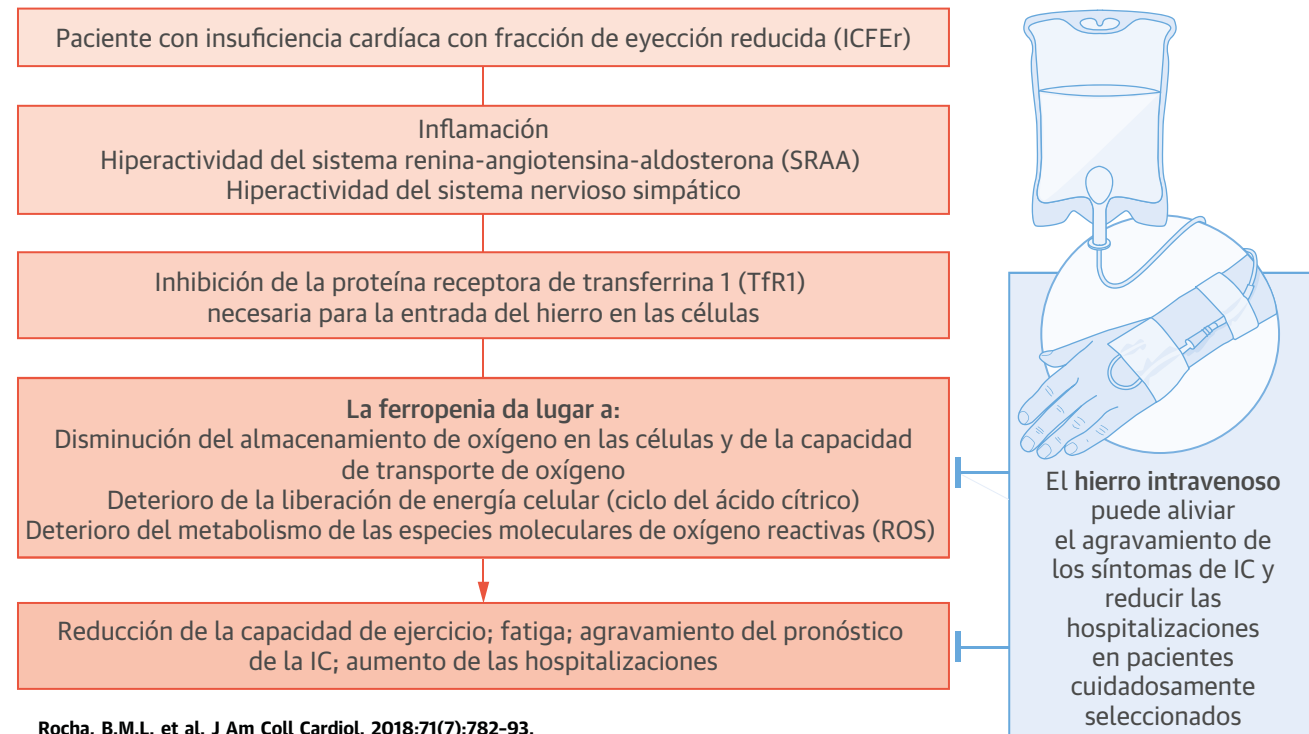 Paciente con insuficiencia cardíaca con fracción de eyección reducida (ICFEr)
Inflamación
Hiperactividad del sistema renina-angiotensina-aldosterona (SRAA)
Hiperactividad del sistema nervioso simpático
Inhibición de la proteína receptora de transferrina 1 (TfR1)
necesaria para la entrada del hierro en las células
La ferropenia da lugar a:
Disminución del almacenamiento de oxígeno en las células y de la capacidad
de transporte de oxígeno
Deterioro de la liberación de energía celular (ciclo del ácido cítrico)
Deterioro del metabolismo de las especies moleculares de oxígeno reactivas (ROS)
Reducción de la capacidad de ejercicio; fatiga; agravamiento del pronóstico
de la IC; aumento de las hospitalizaciones
El hierro intravenoso
puede aliviar
el agravamiento de
los síntomas de IC y
reducir las
hospitalizaciones
en pacientes
cuidadosamente
seleccionados
Rocha, B.M.L. et al. J Am Coll Cardiol. 2018;71(7):782-93.